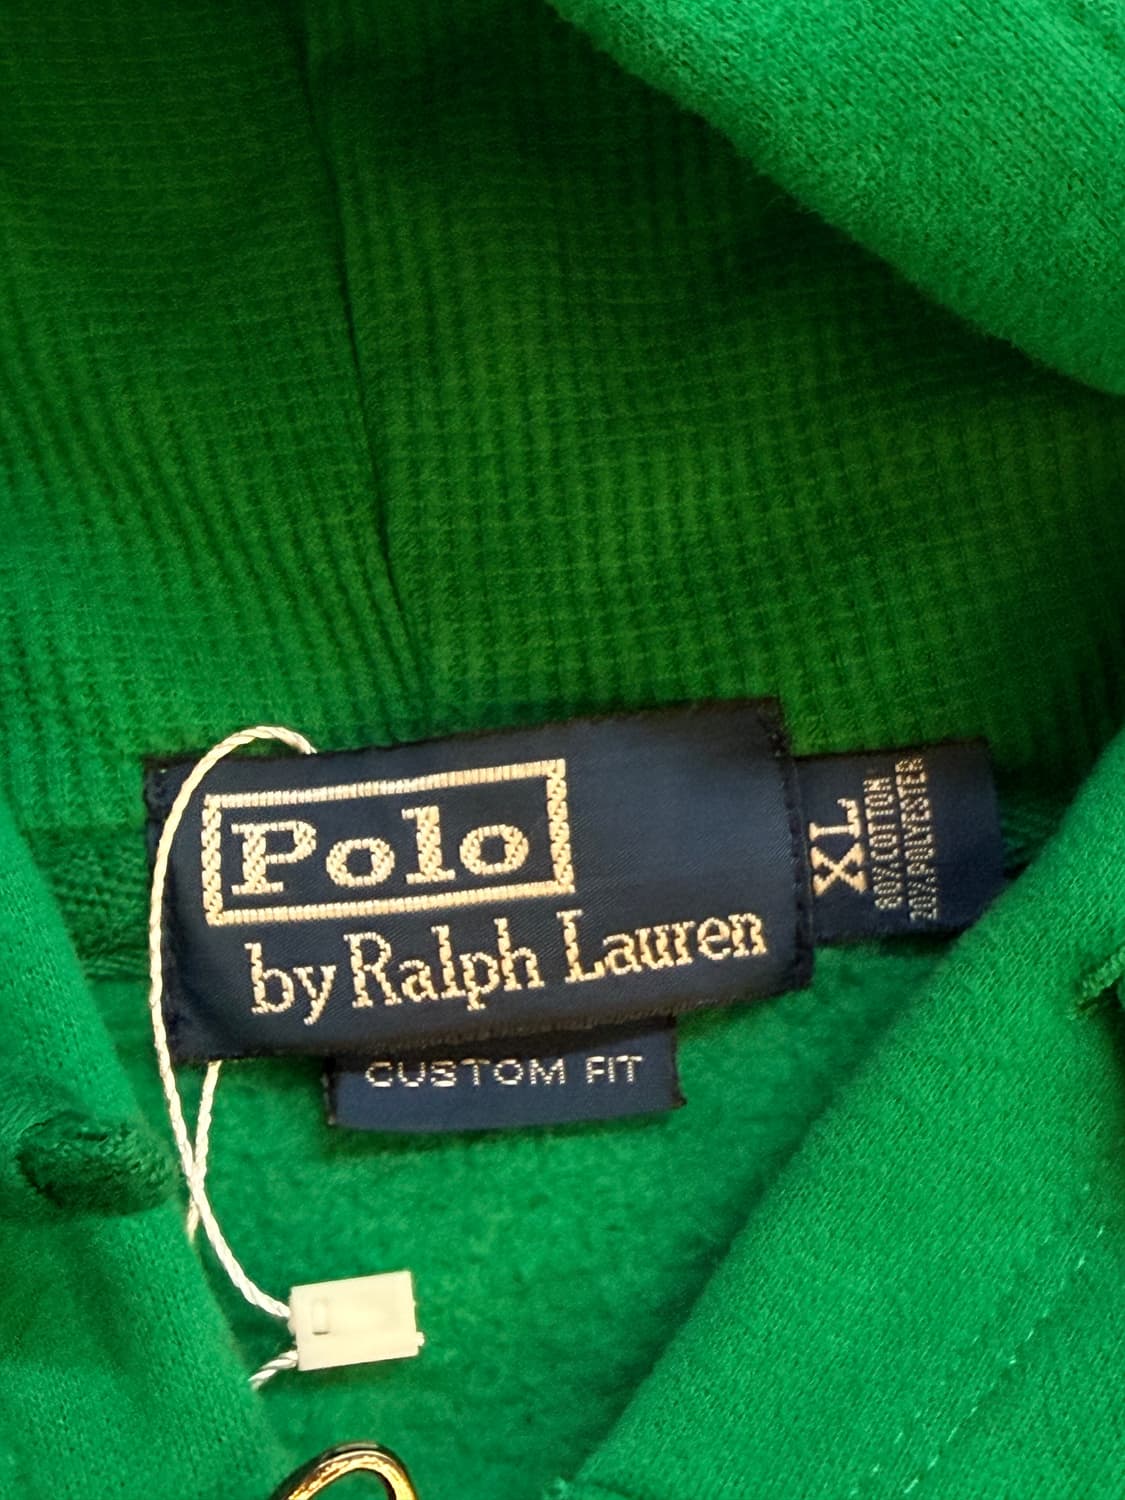 Polo
by Ralph Lauren
CUSTOM FIT
XL
80% COTTON
20% POLYESTER